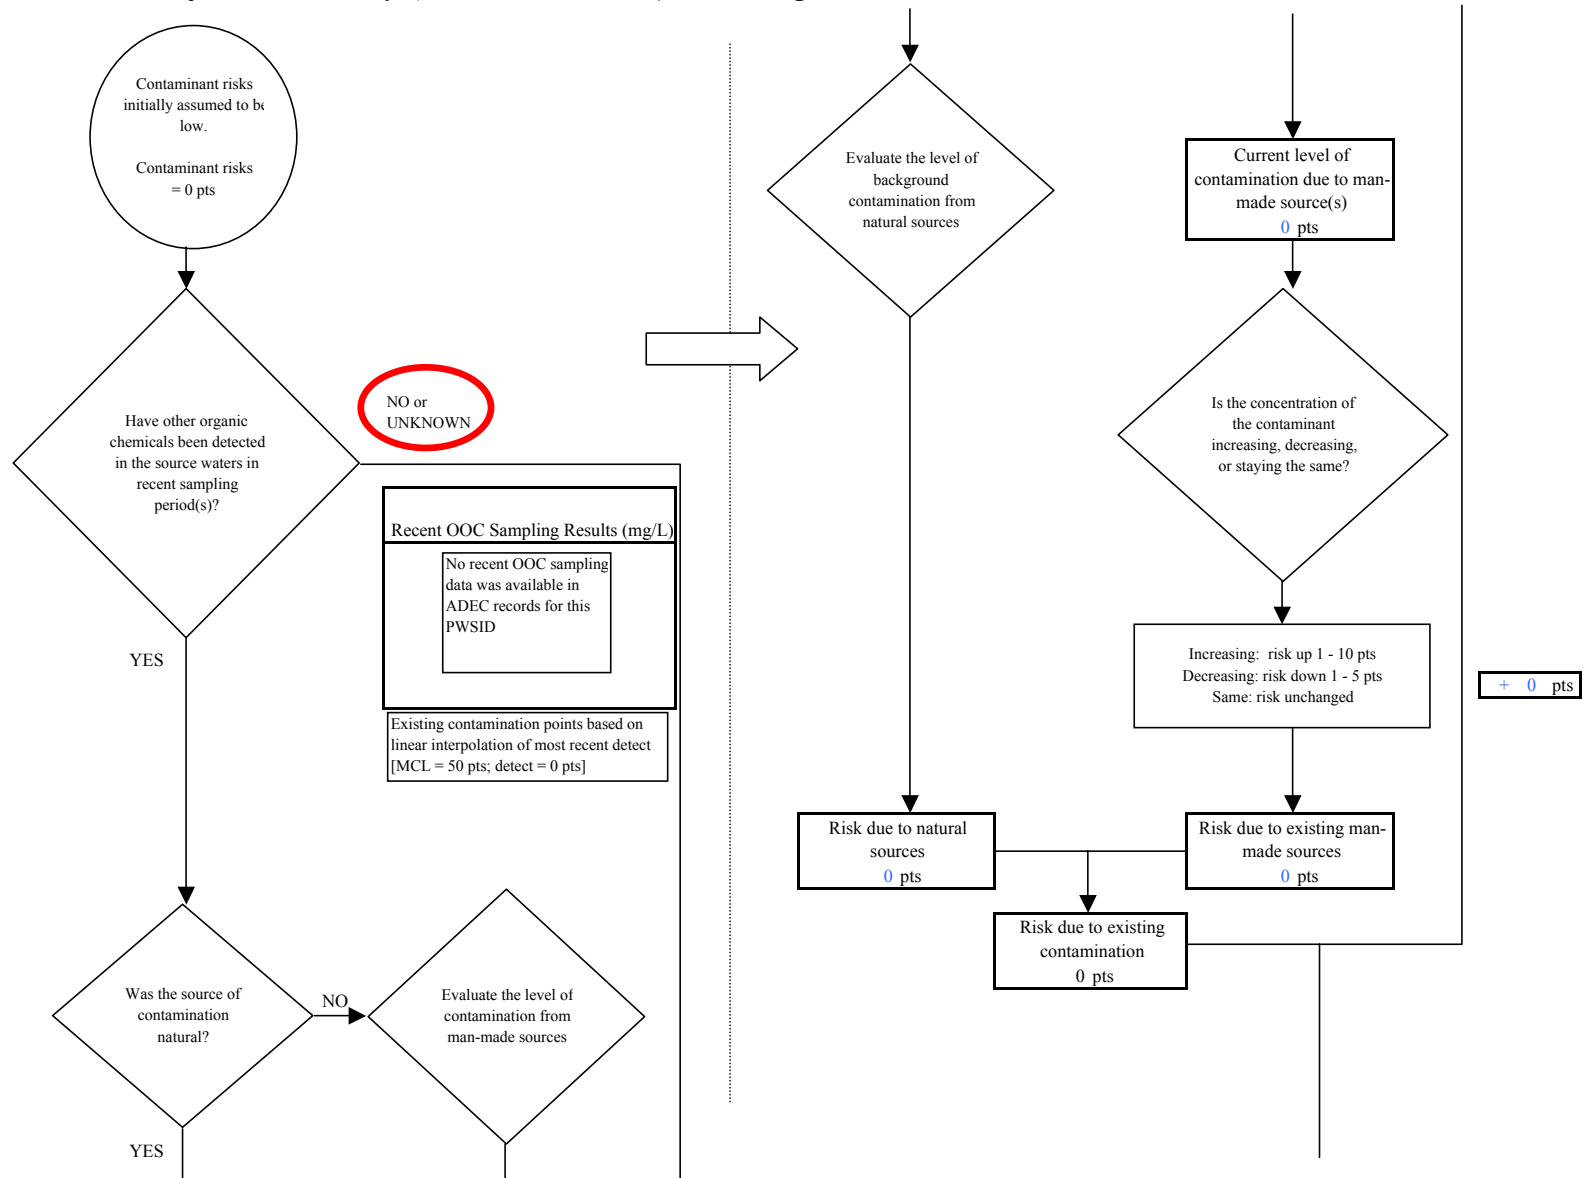 Contaminant risks
initially assumed to be
low.
Contaminant risks
= 0 pts
Have other organic
chemicals been detected
in the source waters in
recent sampling
period(s)?
NO or
UNKNOWN
Recent OOC Sampling Results (mg/L)
No recent OOC sampling
data was available in
ADEC records for this
PWSID
YES
Existing contamination points based on
linear interpolation of most recent detect
[MCL = 50 pts; detect = 0 pts]
Was the source of
contamination
natural?
NO
Evaluate the level of
contamination from
man-made sources
YES
Evaluate the level of
background
contamination from
natural sources
Current level of
contamination due to man-
made source(s)
0 pts
Is the concentration of
the contaminant
increasing, decreasing,
or staying the same?
Increasing: risk up 1 - 10 pts
Decreasing: risk down 1 - 5 pts
Same: risk unchanged
+ 0 pts
Risk due to natural
sources
0 pts
Risk due to existing man-
made sources
0 pts
Risk due to existing
contamination
0 pts